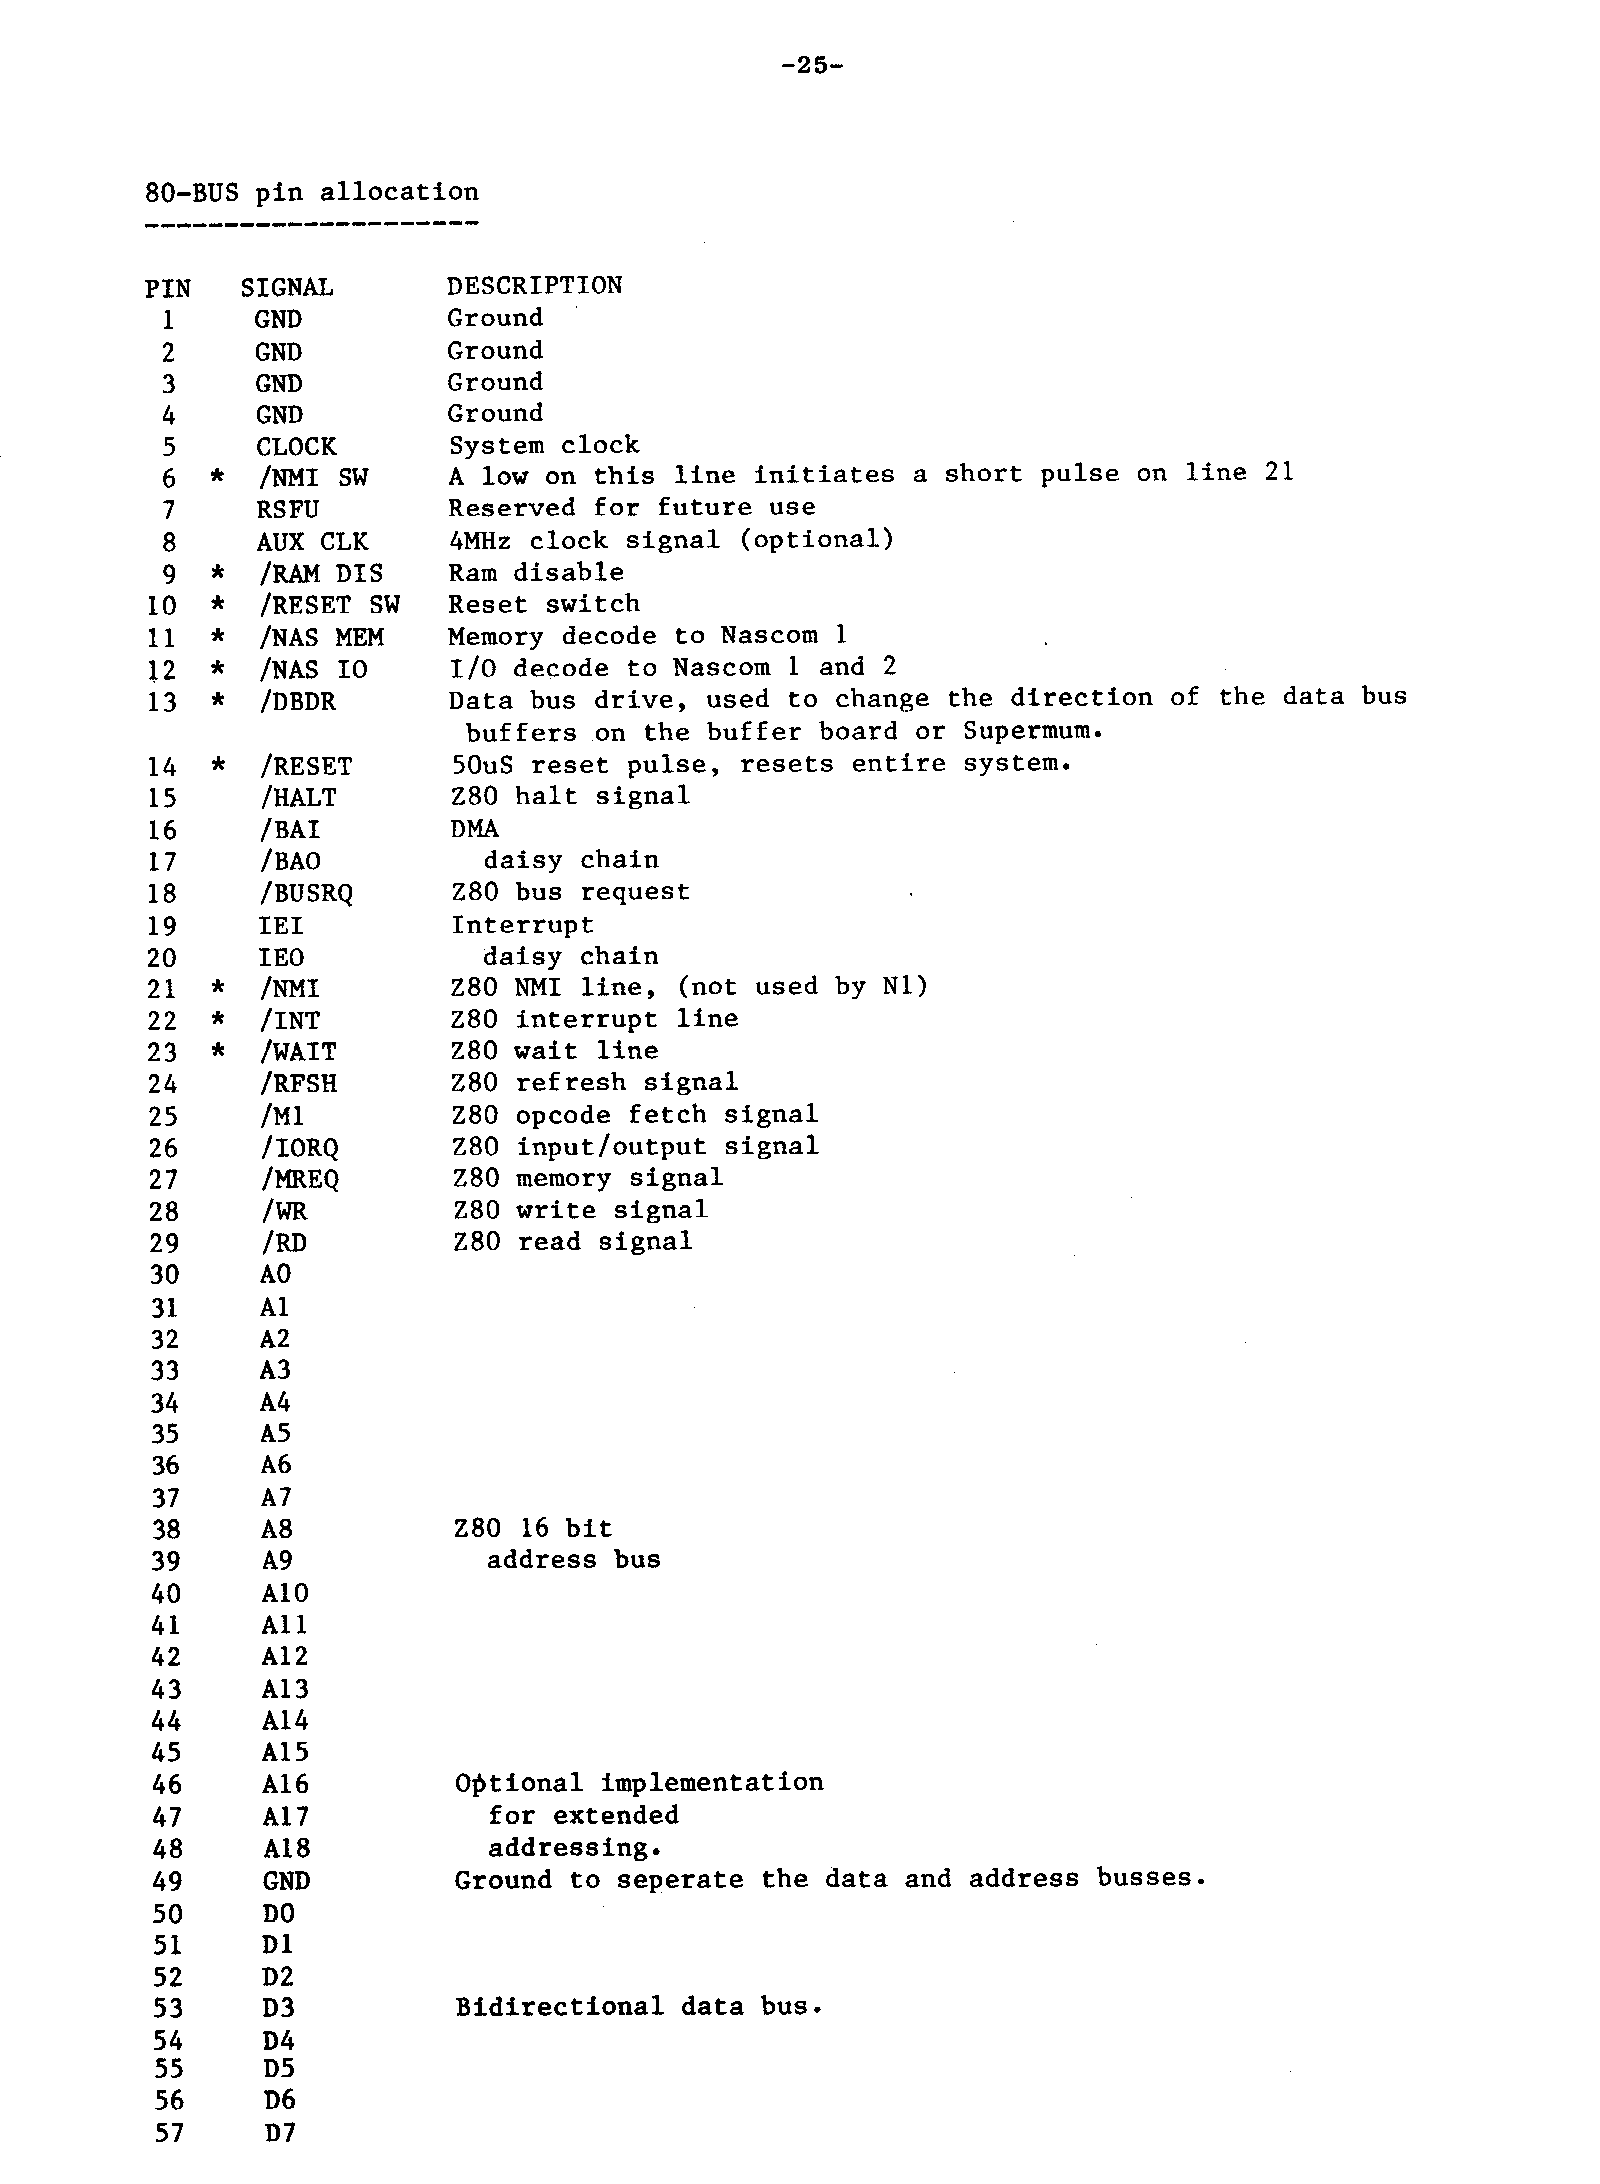 -25-
80-BUS pin allocation
---------------------
PIN SIGNAL DESCRIPTION
1 GND Ground
2 GND Ground
3 GND Ground
4 GND Ground
5 CLOCK System clock
6 * /NMI SW A low on this line initiates a short pulse on line 21
7 RSFU Reserved for future use
8 AUX CLK 4MHz clock signal (optional)
9 * /RAM DIS Ram disable
10 * /RESET SW Reset switch
11 * /NAS MEM Memory decode to Nascom 1
12 * /NAS IO I/O decode to Nascom 1 and 2
13 * /DBDR Data bus drive, used to change the direction of the data bus
buffers on the buffer board or Supermum.
14 * /RESET 50uS reset pulse, resets entire system.
15 /HALT Z80 halt signal
16 /BAI DMA
17 /BAO daisy chain
18 /BUSRQ Z80 bus request
19 IEI Interrupt
20 IEO daisy chain
21 * /NMI Z80 NMI line, (not used by N1)
22 * /INT Z80 interrupt line
23 * /WAIT Z80 wait line
24 /RFSH Z80 refresh signal
25 /M1 Z80 opcode fetch signal
26 /IORQ Z80 input/output signal
27 /MREQ Z80 memory signal
28 /WR Z80 write signal
29 /RD Z80 read signal
30 A0
31 A1
32 A2
33 A3
34 A4
35 A5
36 A6
37 A7
38 A8 Z80 16 bit
39 A9 address bus
40 A10
41 A11
42 A12
43 A13
44 A14
45 A15
46 A16 Optional implementation
47 A17 for extended
48 A18 addressing.
49 GND Ground to seperate the data and address busses.
50 D0
51 D1
52 D2
53 D3 Bidirectional data bus.
54 D4
55 D5
56 D6
57 D7